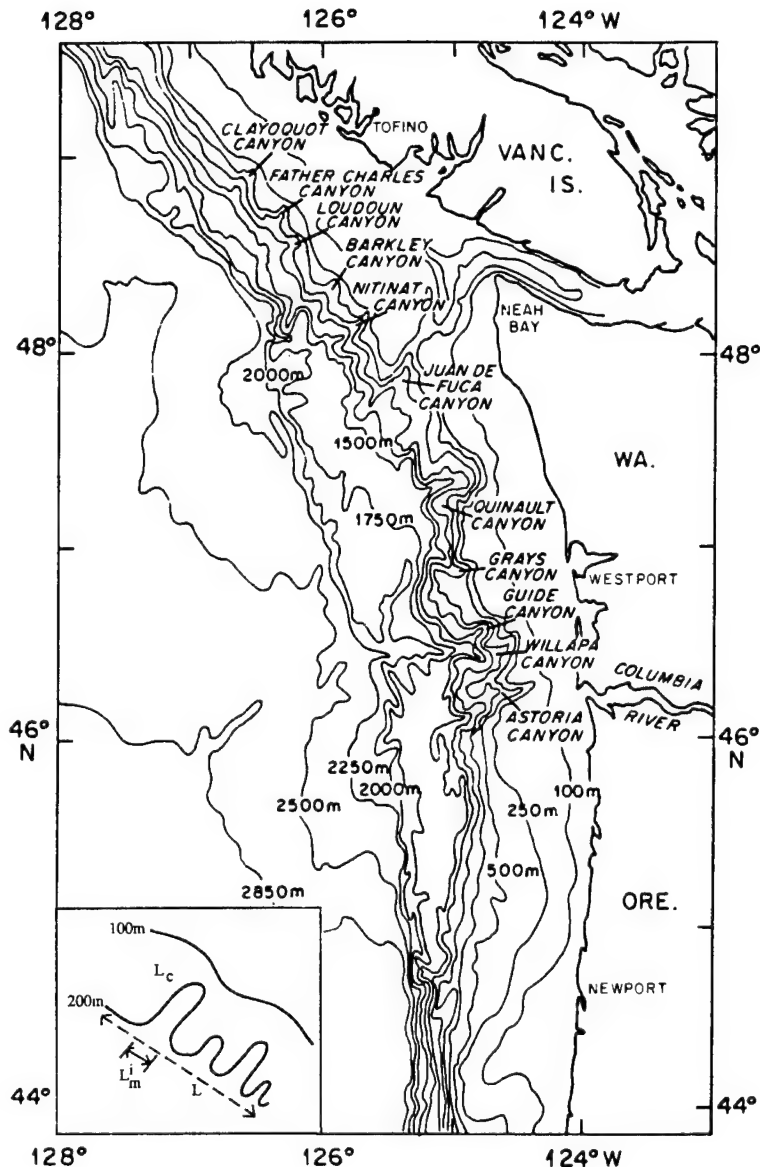 128°
126°
124° W
TOFINO
VANC.
IS.
CLAYOQUOT
CANYON
FATHER CHARLES
CANYON
LOUDOUN
CANYON
BARKLEY
CANYON
NITINAT
CANYON
NEAH
BAY
48°
48°
2000m
JUAN DE
FUCA
CANYON
1500m
WA.
1750m
QUINAULT
CANYON
GRAYS
CANYON
WESTPORT
GUIDE
CANYON
WILLAPA
CANYON
COLUMBIA
RIVER
ASTORIA
CANYON
46°
N
46°
N
2250m
2000m
2500m
250m
100m
500m
2850m
ORE.
100m
L_c
200m
L_m^i
L
NEWPORT
44°
44°
128°
126°
124° W